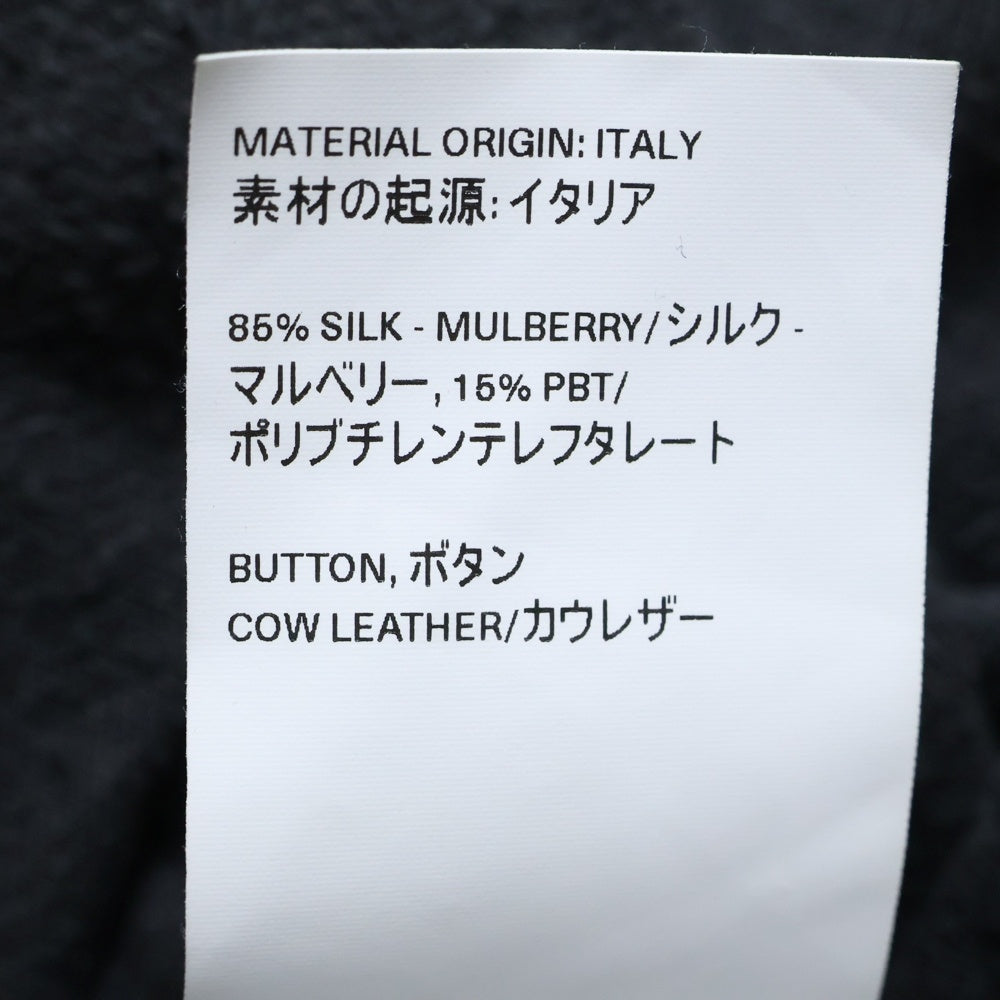 MATERIAL ORIGIN: ITALY
素材の起源: イタリア
85% SILK - MULBERRY/シルク -
マルベリー, 15% PBT/
ポリブチレンテレフタレート
BUTTON, ボタン
COW LEATHER/カウレザー